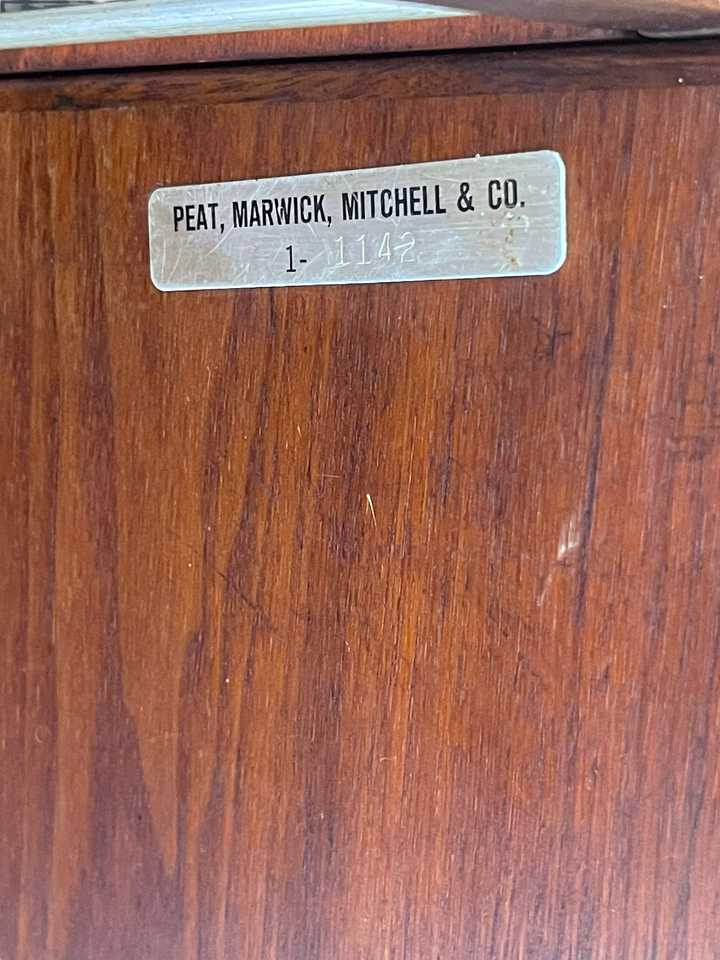 PEAT, MARWICK, MITCHELL & CO.
1- 1142